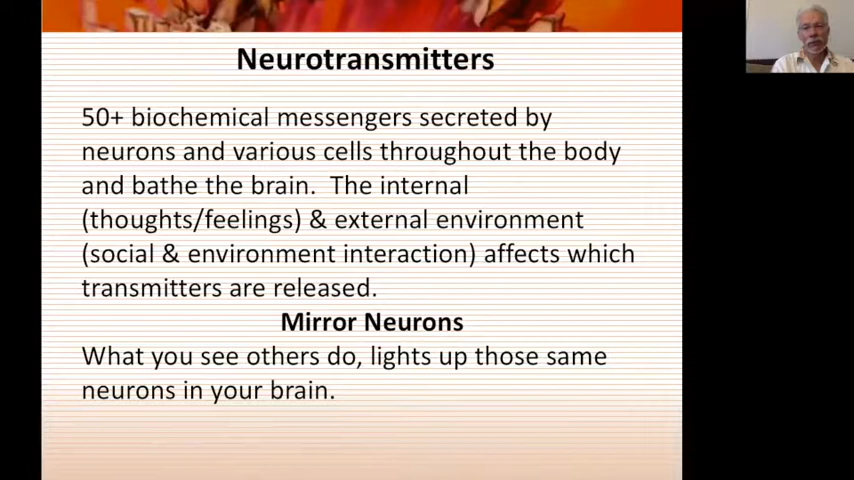 Neurotransmitters
50+ biochemical messengers secreted by
neurons and various cells throughout the body
and bathe the brain.  The internal
(thoughts/feelings) & external environment
(social & environment interaction) affects which
transmitters are released.
Mirror Neurons
What you see others do, lights up those same
neurons in your brain.